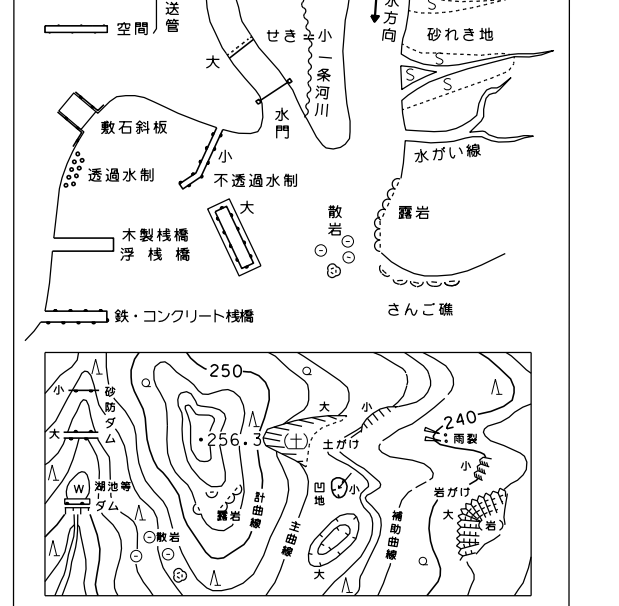 送管
空間
せき
小
大
一条河川
水方向
砂れき地
S
S
S
S
水門
敷石斜板
小
水がい線
透過水制
不透過水制
大
散岩
露岩
木製桟橋
浮桟橋
さんご礁
鉄・コンクリート桟橋
250
小
砂防ダム
大
小
240
雨裂
大
・256.3
(土)
土がけ
小
W
湖池等
ダム
凹地
小
岩がけ
大
(岩)
露岩
計曲線
主曲線
補助曲線
散岩
大